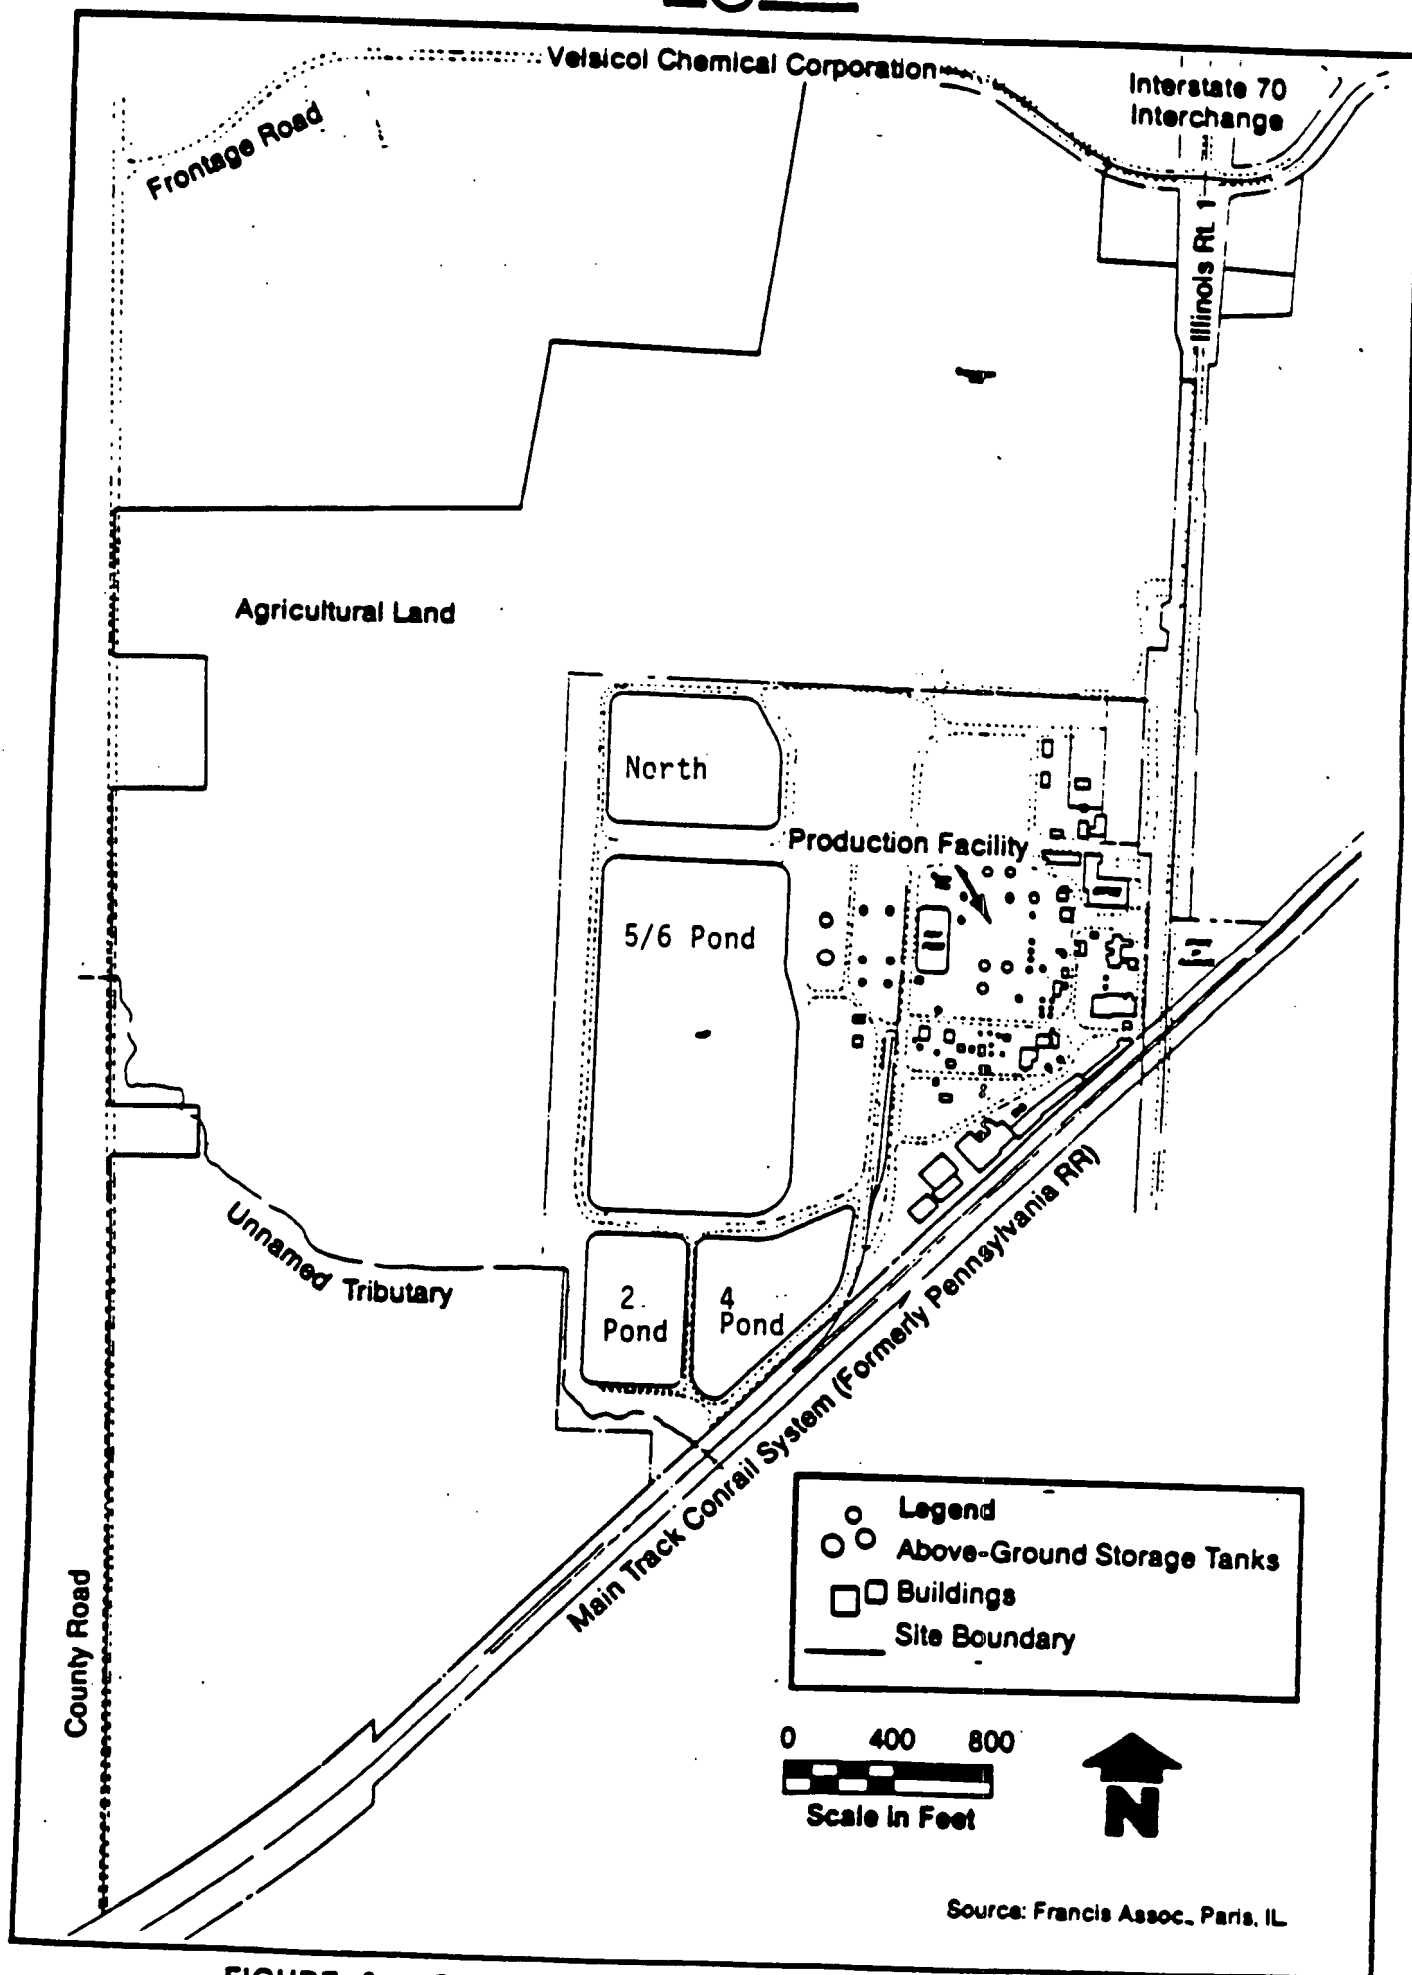 Velsicol Chemical Corporation
Interstate 70
Interchange
Frontage Road
Illinois Rt. 1
Agricultural Land
North
Production Facility
5/6 Pond
Unnamed Tributary
2
Pond
4
Pond
Main Track Conrail System (Formerly Pennsylvania RR)
County Road
Legend
Above-Ground Storage Tanks
Buildings
Site Boundary
0 400 800
Scale in Feet
N
Source: Francis Assoc., Paris, IL